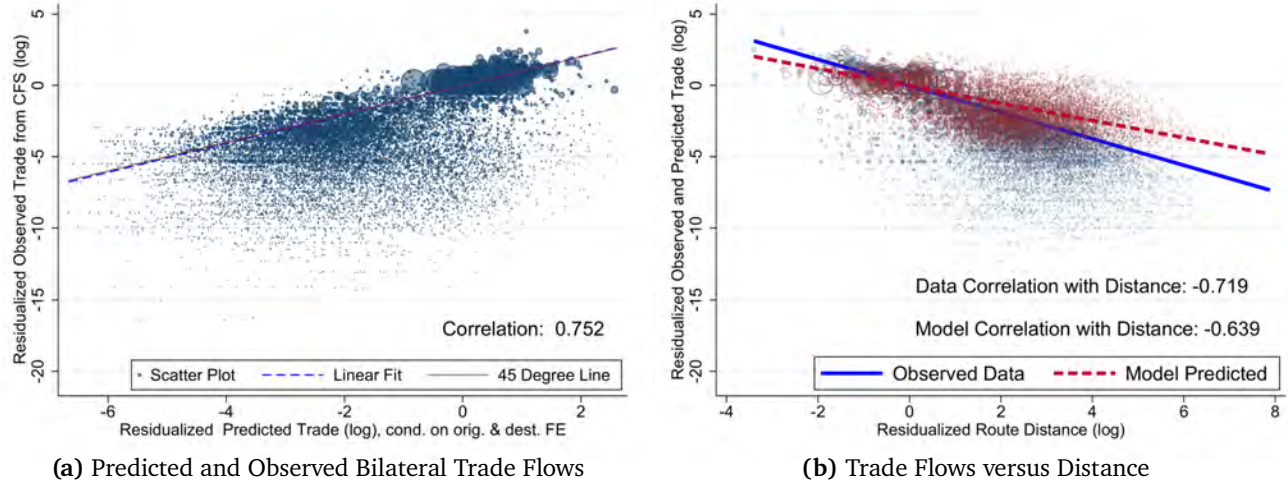 Residualized Observed Trade from CFS (log)
5
0
-5
-10
-15
-20
Correlation: 0.752
Scatter Plot
Linear Fit
45 Degree Line
-6
-4
-2
0
2
Residualized Predicted Trade (log), cond. on orig. & dest. FE
(a) Predicted and Observed Bilateral Trade Flows
Residualized Observed and Predicted Trade (log)
5
0
-5
-10
-15
-20
Data Correlation with Distance: -0.719
Model Correlation with Distance: -0.639
Observed Data
Model Predicted
-4
-2
0
2
4
6
8
Residualized Route Distance (log)
(b) Trade Flows versus Distance